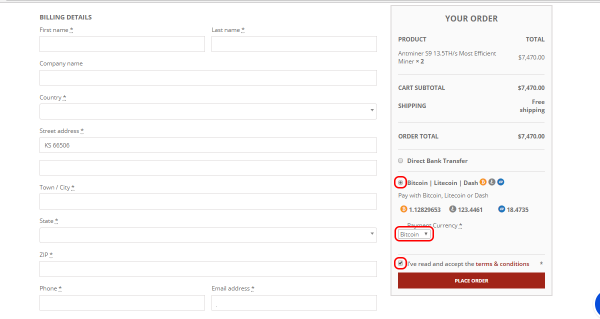 BILLING DETAILS
First name *
Last name *
Company name
Country *
Street address *
KS 66506
Town / City *
State *
ZIP *
Phone *
Email address *
YOUR ORDER
PRODUCT TOTAL
Antminer S9 13.5TH/s Most Efficient
Miner × 2 $7,470.00
CART SUBTOTAL $7,470.00
SHIPPING Free
shipping
ORDER TOTAL $7,470.00
Direct Bank Transfer
Bitcoin | Litecoin | Dash
Pay with Bitcoin, Litecoin or Dash
1.12829653 123.4461 18.4735
Payment Currency *
Bitcoin
I've read and accept the terms & conditions *
PLACE ORDER